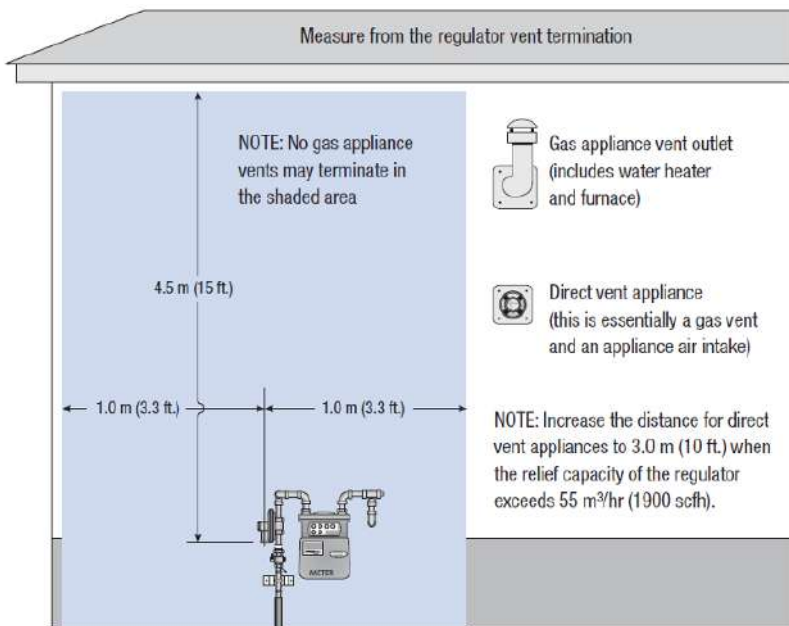 Measure from the regulator vent termination
NOTE: No gas appliance
vents may terminate in
the shaded area
Gas appliance vent outlet
(includes water heater
and furnace)
4.5 m (15 ft.)
Direct vent appliance
(this is essentially a gas vent
and an appliance air intake)
1.0 m (3.3 ft.)
1.0 m (3.3 ft.)
NOTE: Increase the distance for direct
vent appliances to 3.0 m (10 ft.) when
the relief capacity of the regulator
exceeds 55 m³/hr (1900 scfh).
METER